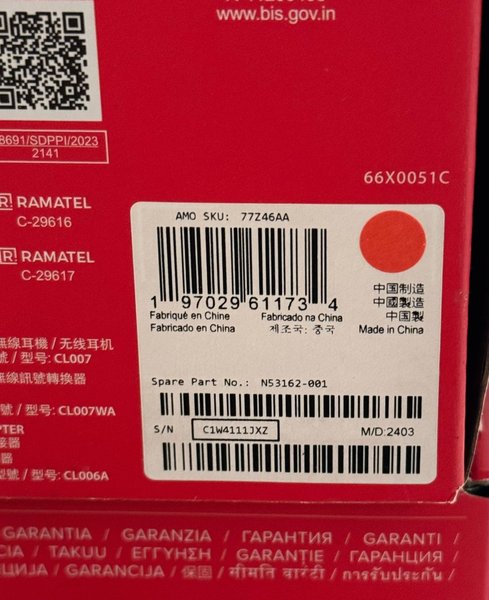 www.bis.gov.in
8691/SDPPI/2023
2141
66X0051C
RAMATEL
C-29616
RAMATEL
C-29617
AMO SKU: 77Z46AA
1 97029 61173 4
Fabriqué en Chine Fabricado na China
Fabricado en China 제조국: 중국
中国制造
中國製造
中国製
Made in China
Spare Part No.: N53162-001
S/N C1W4111JXZ M/D:2403
無線耳機 / 无线耳机
號 / 型号: CL007
無線訊號轉換器
號 / 型号: CL007WA
PTER
接器
器
號 / 型号: CL006A
GARANTIA / GARANZIA / ГАРАНТИЯ / GARANTI /
CIA / TAKUU / ΕΓΓΥΗΣΗ / GARANȚIE / ГАРАНЦИЯ /
ЦИЈА / GARANCIJA / 保固 / सीमित वारंटी / การรับประกัน /